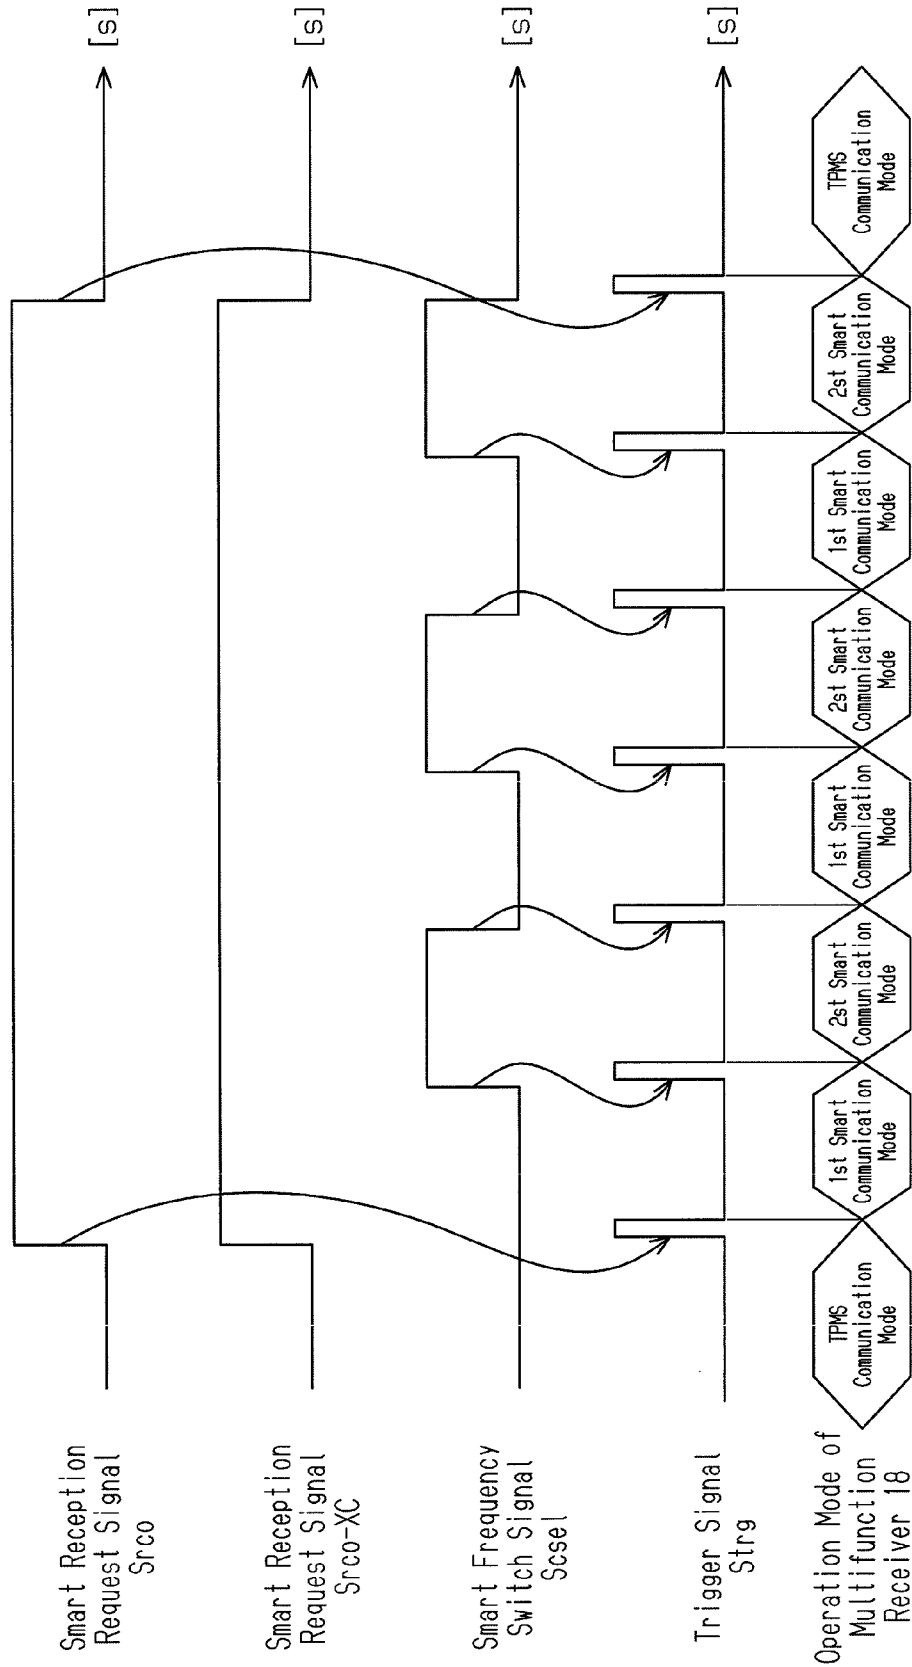 Smart Reception
Request Signal
Srco
[s]
Smart Reception
Request Signal
Srco-XC
[s]
Smart Frequency
Switch Signal
Scsel
[s]
Trigger Signal
Strg
[s]
Operation Mode of
Multifunction
Receiver 18
TPMS
Communication
Mode
1st Smart
Communication
Mode
2st Smart
Communication
Mode
1st Smart
Communication
Mode
2st Smart
Communication
Mode
1st Smart
Communication
Mode
2st Smart
Communication
Mode
TPMS
Communication
Mode